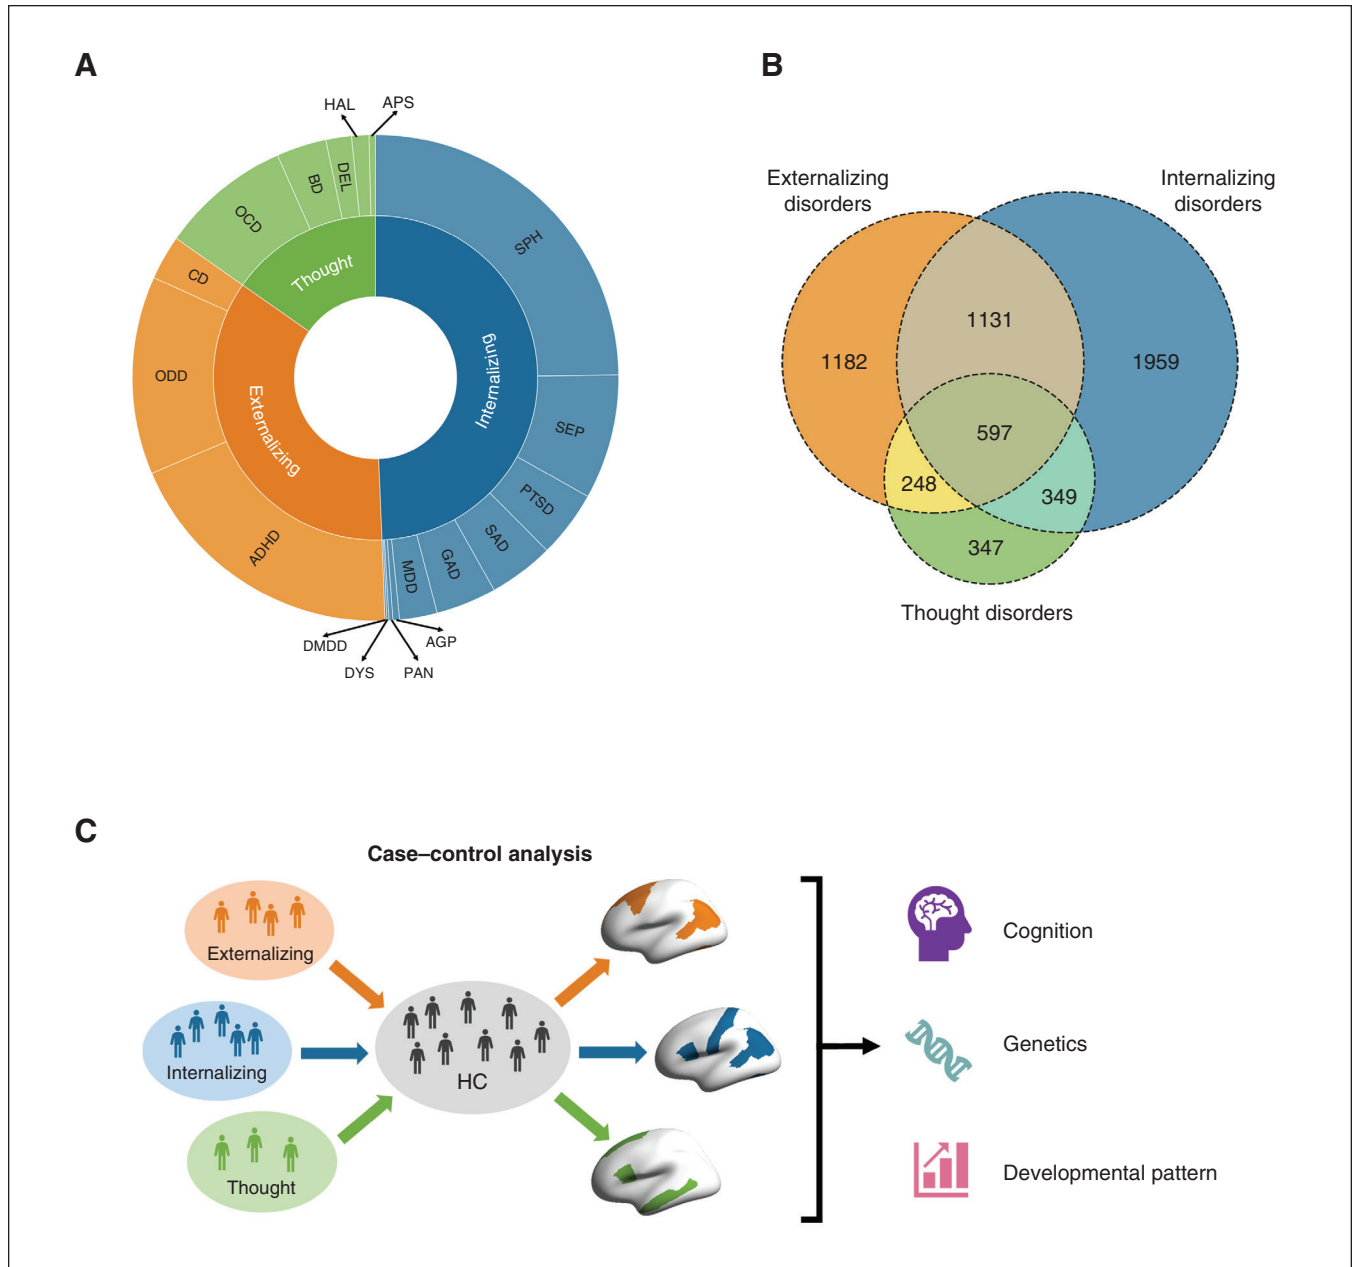 A
HAL
APS
DEL
BD
OCD
SPH
Thought
CD
Internalizing
ODD
Externalizing
SEP
PTSD
SAD
GAD
MDD
ADHD
DMDD
AGP
DYS
PAN
B
Externalizing
disorders
Internalizing
disorders
1131
1182
1959
597
248
349
347
Thought disorders
C
Case–control analysis
Externalizing
Internalizing
Thought
HC
Cognition
Genetics
Developmental pattern